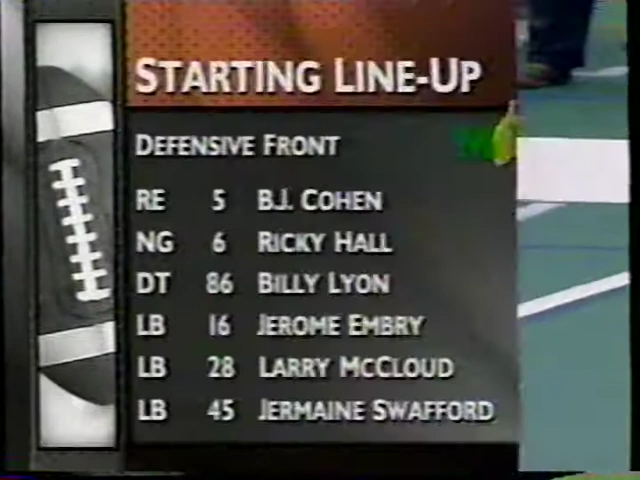 STARTING LINE-UP
DEFENSIVE FRONT
RE 5 B.J. COHEN
NG 6 RICKY HALL
DT 86 BILLY LYON
LB 16 JEROME EMBRY
LB 28 LARRY MCCLOUD
LB 45 JERMAINE SWAFFORD